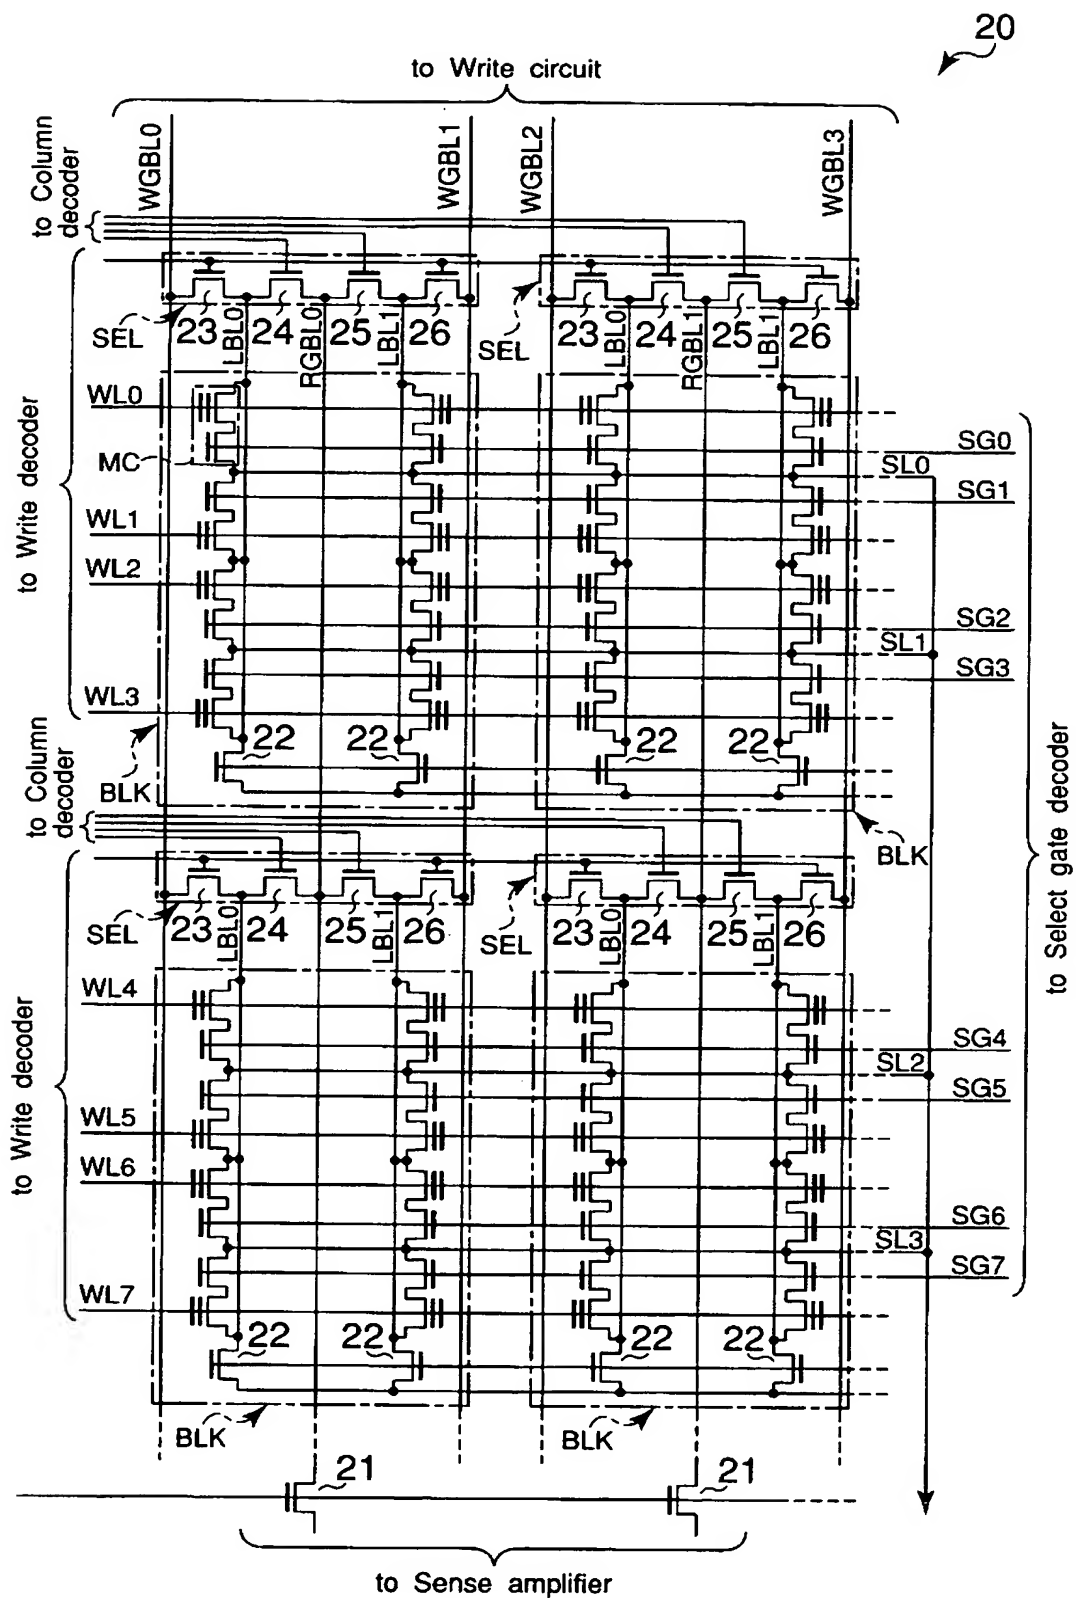 20
to Write circuit
WGBL0
WGBL1
WGBL2
WGBL3
to Column
decoder
SEL
23
LBL0
24
RGBL0
25
LBL1
26
SEL
23
LBL0
24
RGBL1
25
LBL1
26
to Write decoder
WL0
MC
WL1
WL2
WL3
SG0
SL0
SG1
SG2
SL1
SG3
22
22
22
22
BLK
BLK
to Select gate decoder
to Column
decoder
SEL
23
LBL0
24
25
LBL1
26
SEL
23
LBL0
24
25
LBL1
26
to Write decoder
WL4
WL5
WL6
WL7
SG4
SL2
SG5
SG6
SL3
SG7
22
22
22
22
BLK
BLK
21
21
to Sense amplifier